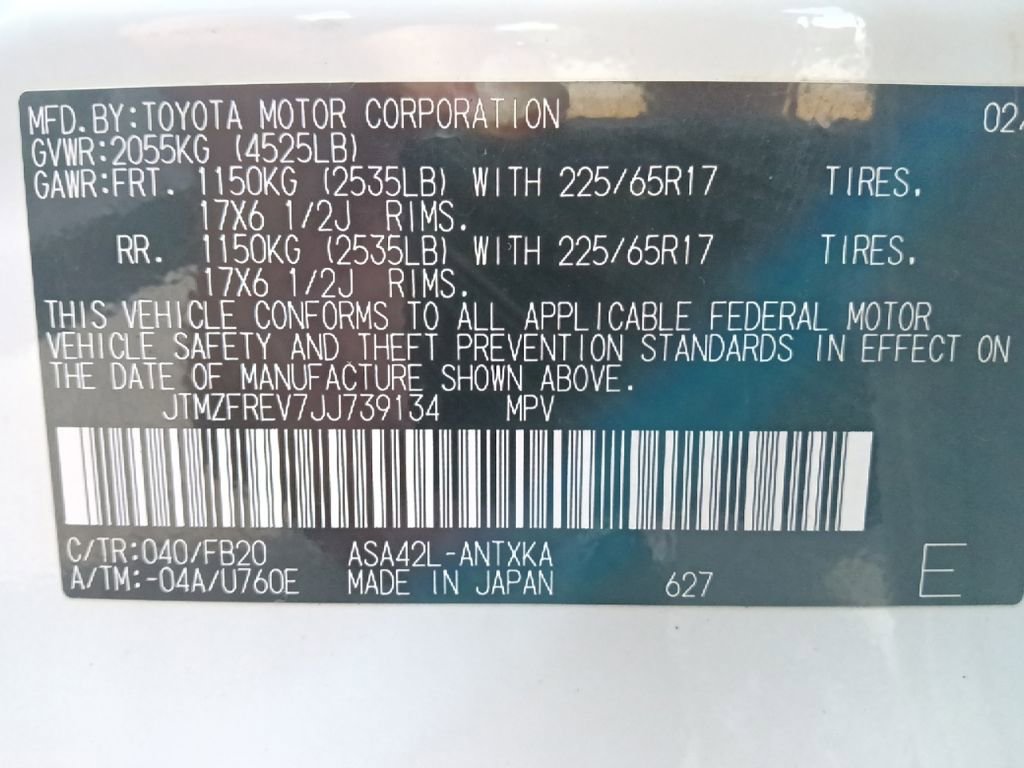 MFD.BY:TOYOTA MOTOR CORPORATION 02
GVWR:2055KG (4525LB)
GAWR:FRT. 1150KG (2535LB) WITH 225/65R17 TIRES,
17X6 1/2J RIMS.
RR. 1150KG (2535LB) WITH 225/65R17 TIRES,
17X6 1/2J RIMS.
THIS VEHICLE CONFORMS TO ALL APPLICABLE FEDERAL MOTOR
VEHICLE SAFETY AND THEFT PREVENTION STANDARDS IN EFFECT ON
THE DATE OF MANUFACTURE SHOWN ABOVE.
JTMZFREV7JJ739134 MPV
C/TR:040/FB20 ASA42L-ANTXKA
A/TM:-04A/U760E MADE IN JAPAN 627 E